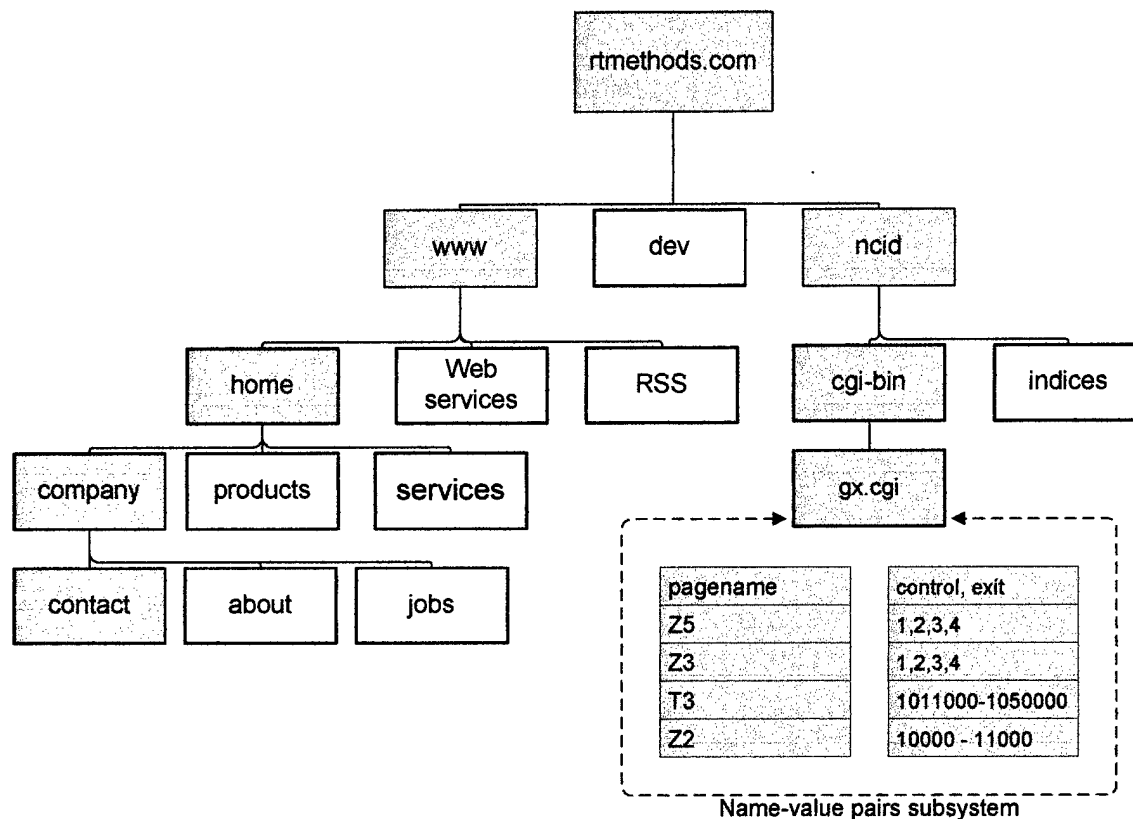 rtmethods.com
www
dev
ncid
home
Web
services
RSS
cgi-bin
indices
company
products
services
gx.cgi
contact
about
jobs
pagename
control, exit
Z5
1,2,3,4
Z3
1,2,3,4
T3
1011000-1050000
Z2
10000 - 11000
Name-value pairs subsystem